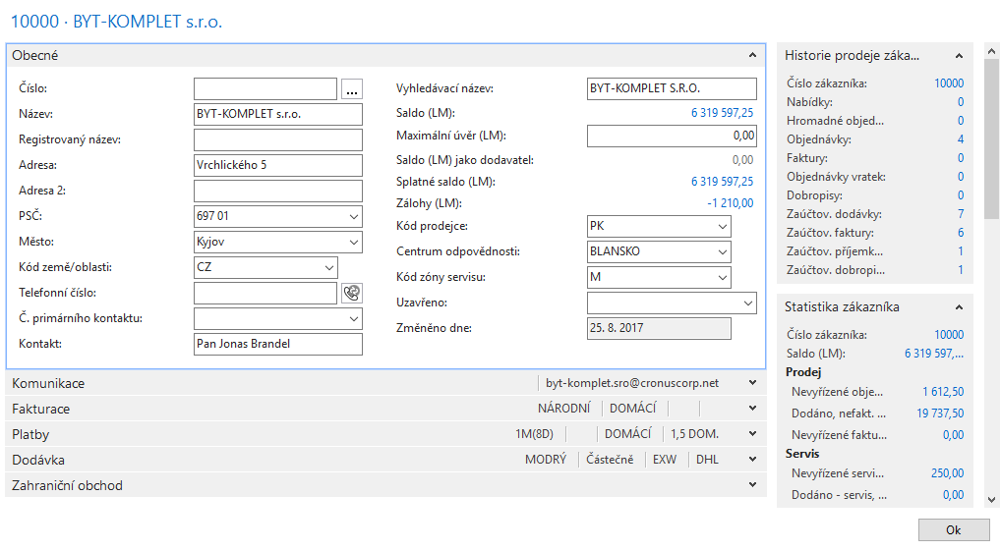 10000 · BYT-KOMPLET s.r.o.
Obecné
Číslo:
...
Název: BYT-KOMPLET s.r.o.
Registrovaný název:
Adresa: Vrchlického 5
Adresa 2:
PSČ: 697 01
Město: Kyjov
Kód země/oblasti: CZ
Telefonní číslo:
Č. primárního kontaktu:
Kontakt: Pan Jonas Brandel
Vyhledávací název: BYT-KOMPLET S.R.O.
Saldo (LM): 6 319 597,25
Maximální úvěr (LM): 0,00
Saldo (LM) jako dodavatel: 0,00
Splatné saldo (LM): 6 319 597,25
Zálohy (LM): -1 210,00
Kód prodejce: PK
Centrum odpovědnosti: BLANSKO
Kód zóny servisu: M
Uzavřeno:
Změněno dne: 25. 8. 2017
Komunikace byt-komplet.sro@cronuscorp.net
Fakturace NÁRODNÍ DOMÁCÍ
Platby 1M(8D) DOMÁCÍ 1,5 DOM.
Dodávka MODRÝ Částečně EXW DHL
Zahraniční obchod
Historie prodeje záka...
Číslo zákazníka: 10000
Nabídky: 0
Hromadné objed... 0
Objednávky: 4
Faktury: 0
Objednávky vratek: 0
Dobropisy: 0
Zaúčtov. dodávky: 7
Zaúčtov. faktury: 6
Zaúčtov. příjemk... 1
Zaúčtov. dobropi... 1
Statistika zákazníka
Číslo zákazníka: 10000
Saldo (LM): 6 319 597,...
Prodej
Nevyřízené obje... 1 612,50
Dodáno, nefakt. ... 19 737,50
Nevyřízené faktu... 0,00
Servis
Nevyřízené servi... 250,00
Dodáno - servis, ... 0,00
Ok